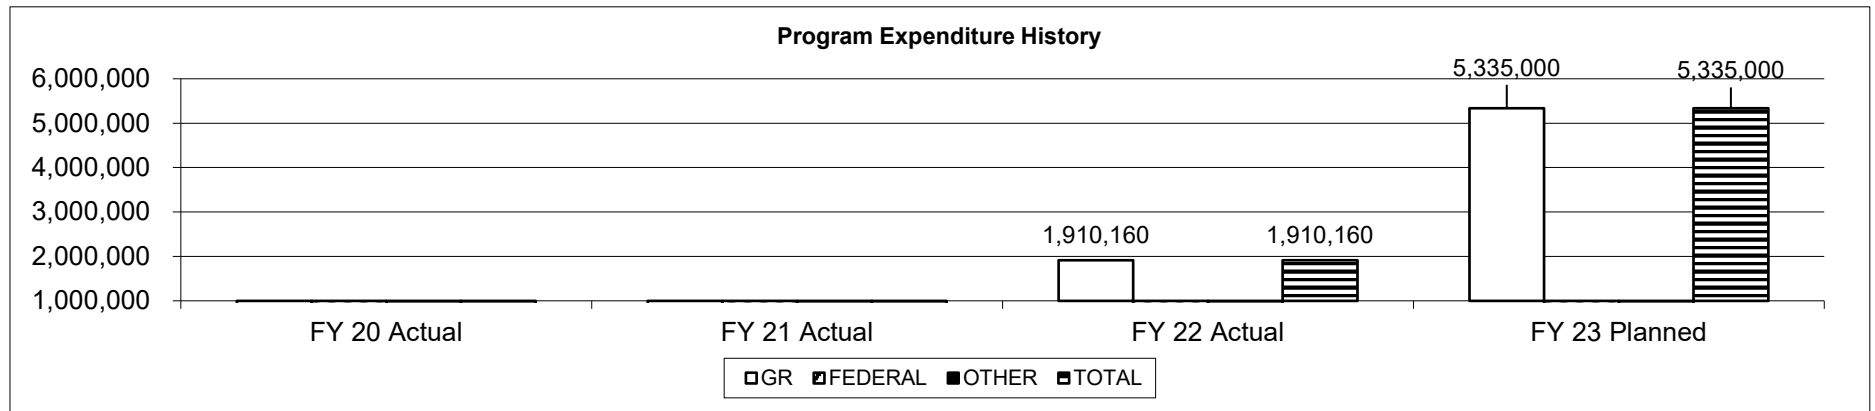 Program Expenditure History
6,000,000
5,000,000
4,000,000
3,000,000
2,000,000
1,000,000
5,335,000
5,335,000
1,910,160
1,910,160
FY 20 Actual
FY 21 Actual
FY 22 Actual
FY 23 Planned
GR FEDERAL OTHER TOTAL